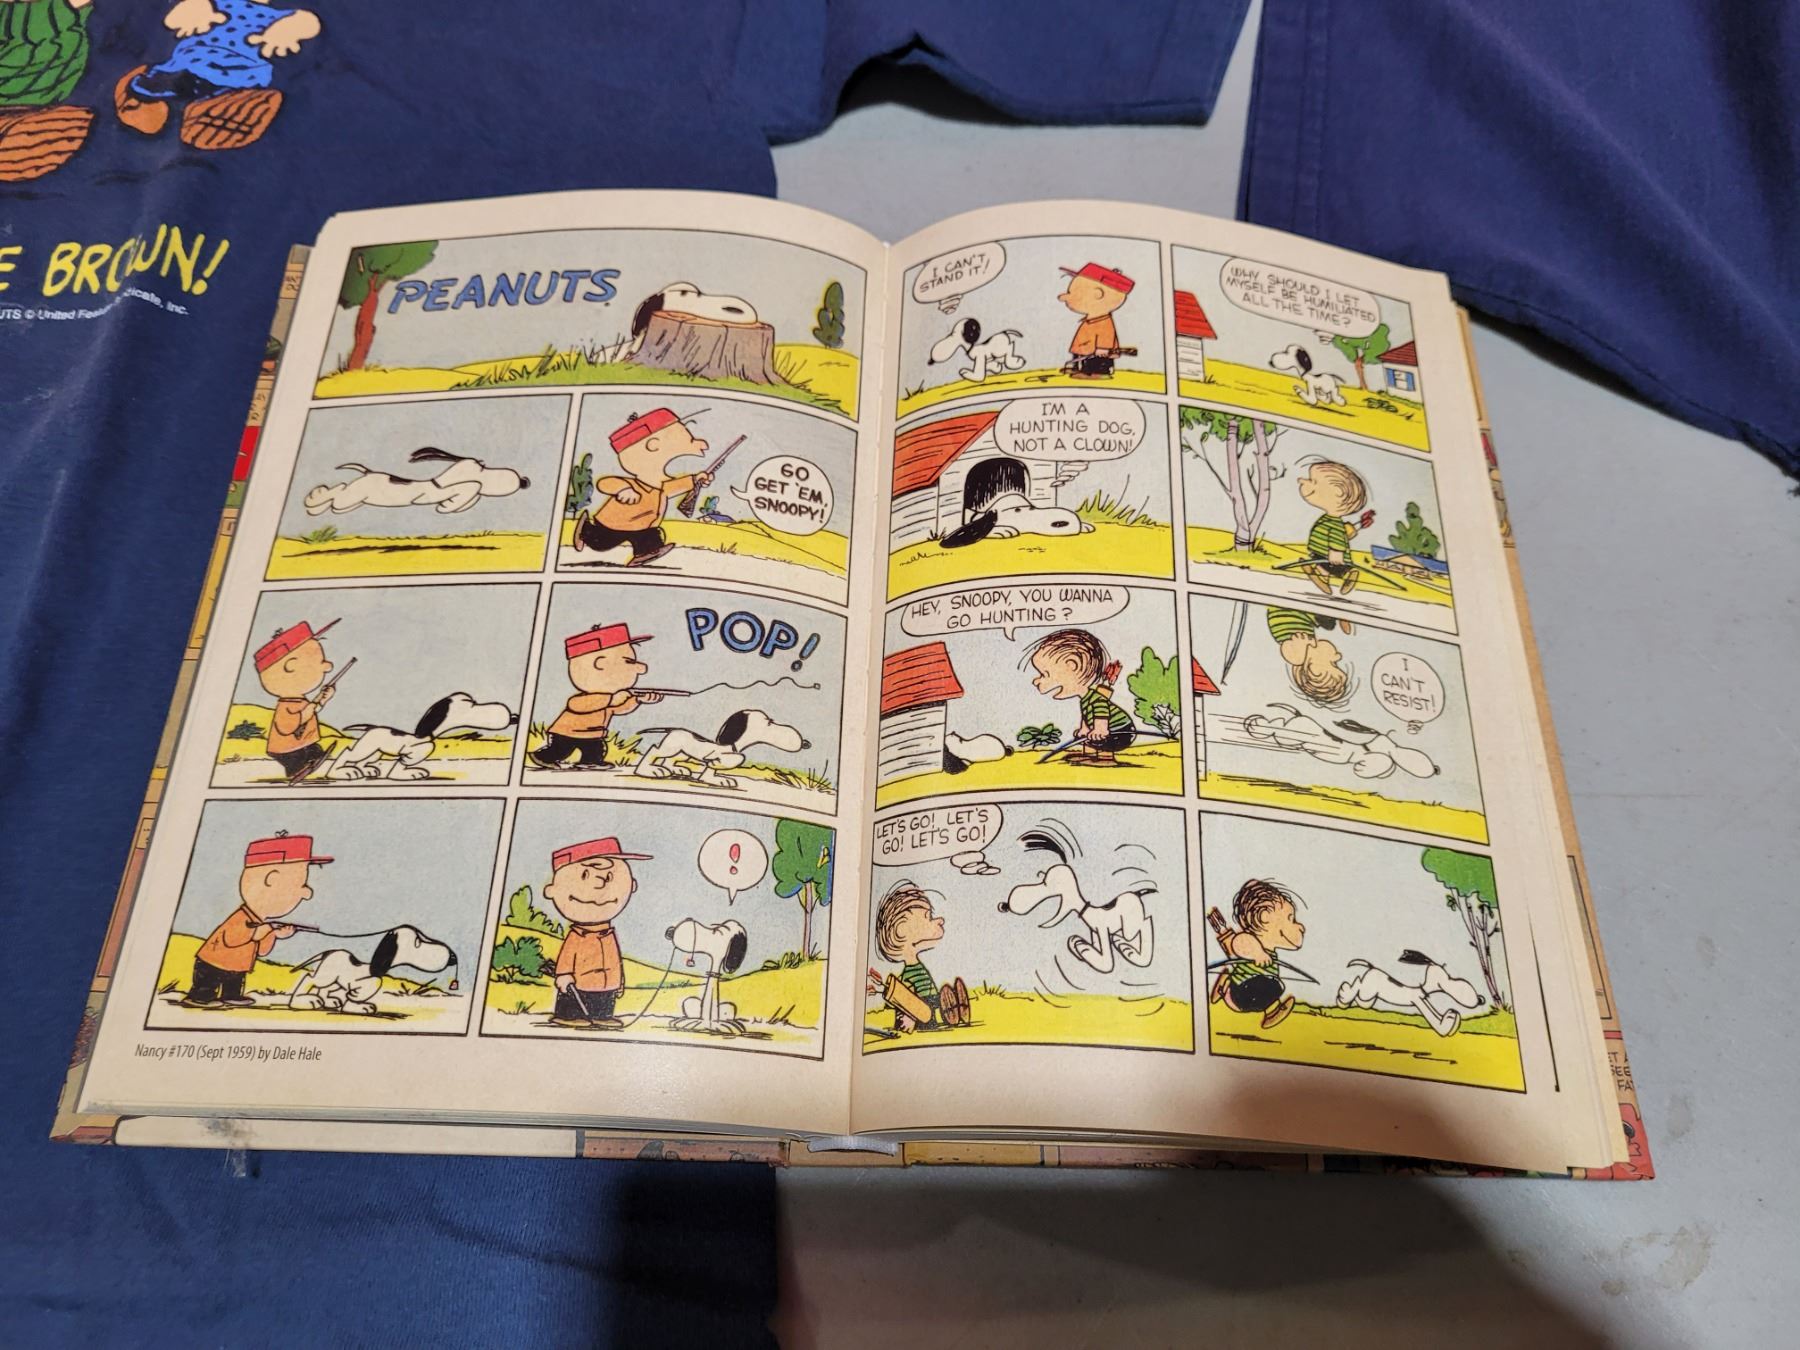 E BROWN!
UTS © United Fea
icate, Inc.
PEANUTS
GO
GET 'EM,
SNOOPY!
POP!
!
Nancy #170 (Sept 1959) by Dale Hale
I CAN'T
STAND IT!
WHY SHOULD I LET
MYSELF BE HUMILIATED
ALL THE TIME?
I'M A
HUNTING DOG,
NOT A CLOWN!
HEY, SNOOPY, YOU WANNA
GO HUNTING?
I
CAN'T
RESIST!
LET'S GO! LET'S
GO! LET'S GO!